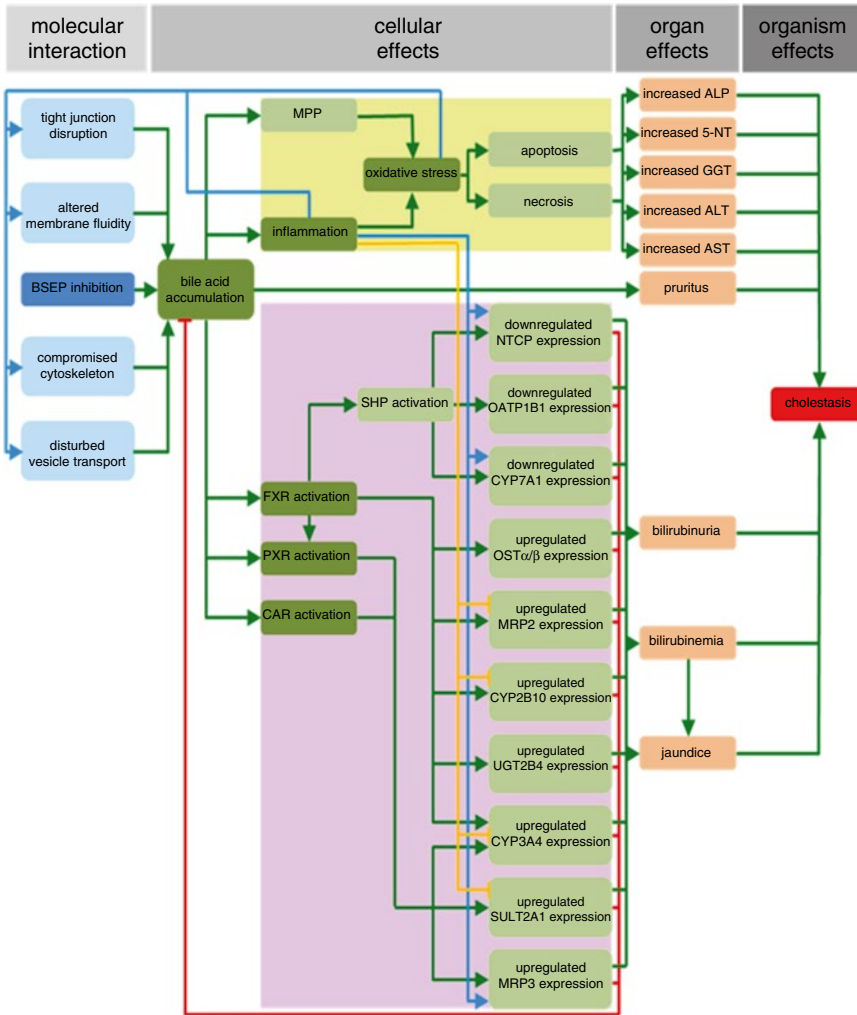 molecular
interaction
cellular
effects
organ
effects
organism
effects
tight junction
disruption
altered
membrane fluidity
BSEP inhibition
compromised
cytoskeleton
disturbed
vesicle transport
bile acid
accumulation
MPP
oxidative stress
inflammation
apoptosis
necrosis
SHP activation
FXR activation
PXR activation
CAR activation
downregulated
NTCP expression
downregulated
OATP1B1 expression
downregulated
CYP7A1 expression
upregulated
OSTα/β expression
upregulated
MRP2 expression
upregulated
CYP2B10 expression
upregulated
UGT2B4 expression
upregulated
CYP3A4 expression
upregulated
SULT2A1 expression
upregulated
MRP3 expression
increased ALP
increased 5-NT
increased GGT
increased ALT
increased AST
pruritus
bilirubinuria
bilirubinemia
jaundice
cholestasis